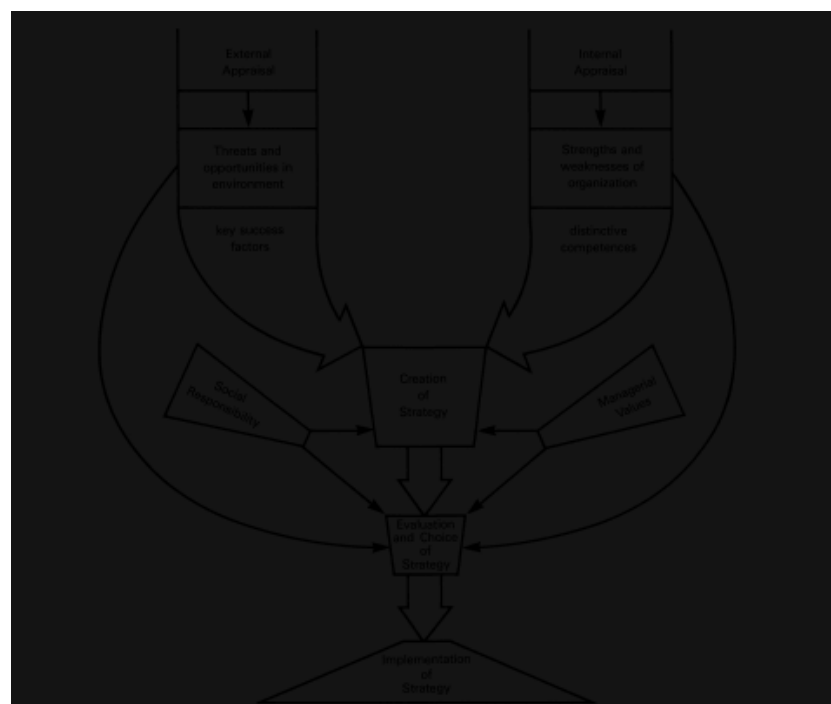 External
Appraisal
Internal
Appraisal
Threats and
opportunities in
environment
Strengths and
weaknesses of
organization
key success
factors
distinctive
competences
Creation
of
Strategy
Social
Responsibility
Managerial
Values
Evaluation
and Choice
of
Strategy
Implementation
of
Strategy